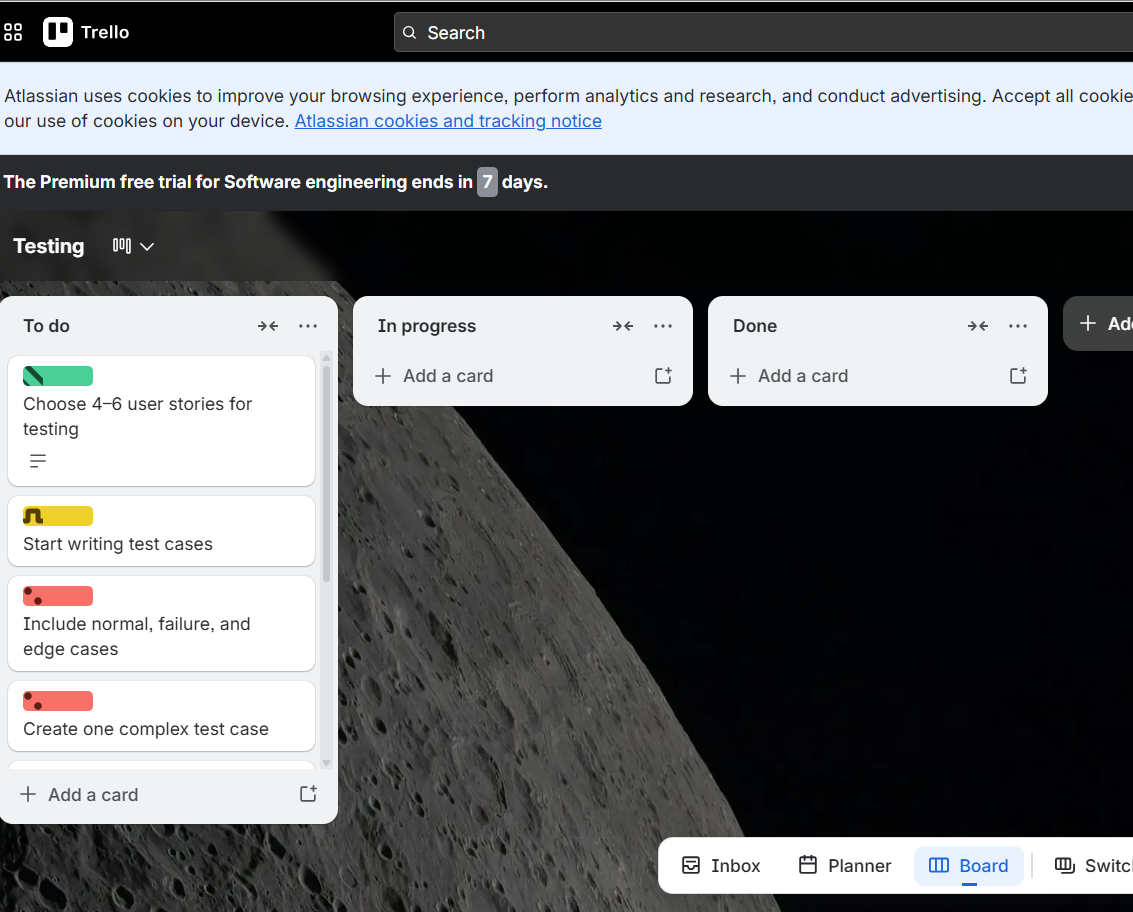 Trello
Search
Atlassian uses cookies to improve your browsing experience, perform analytics and research, and conduct advertising. Accept all cookie
our use of cookies on your device. Atlassian cookies and tracking notice
The Premium free trial for Software engineering ends in 7 days.
Testing
To do
Choose 4–6 user stories for
testing
Start writing test cases
Include normal, failure, and
edge cases
Create one complex test case
Add a card
In progress
Add a card
Done
Add a card
Add
Inbox
Planner
Board
Switch